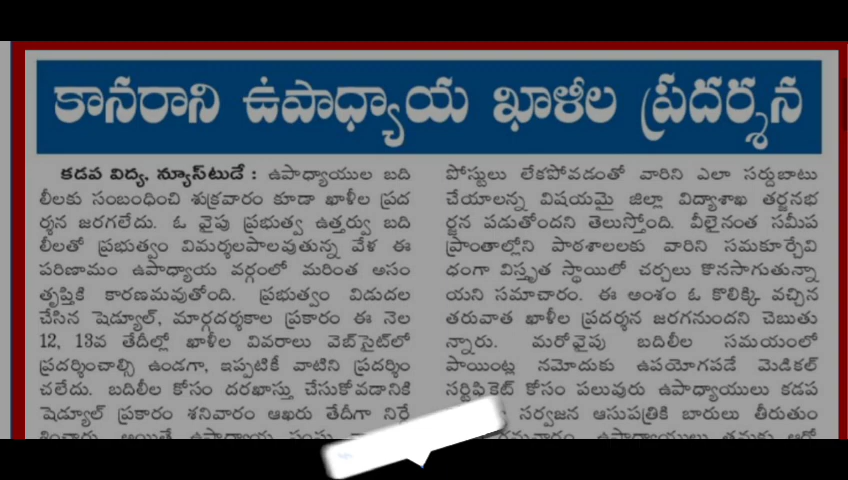 కానరాని ఉపాధ్యాయ ఖాళీల ప్రదర్శన
కడప విద్య, న్యూస్‌టుడే : ఉపాధ్యాయుల బది
లీలకు సంబంధించి శుక్రవారం కూడా ఖాళీల ప్రద
ర్శన జరగలేదు. ఓ వైపు ప్రభుత్వ ఉత్తర్వు బది
లీలతో ప్రభుత్వం విమర్శలపాలవుతున్న వేళ ఈ
పరిణామం ఉపాధ్యాయ వర్గంలో మరింత అసం
తృప్తికి కారణమవుతోంది. ప్రభుత్వం విడుదల
చేసిన షెడ్యూల్, మార్గదర్శకాల ప్రకారం ఈ నెల
12, 13వ తేదీల్లో ఖాళీల వివరాలు వెబ్‌సైట్‌లో
ప్రదర్శించాల్సి ఉండగా, ఇప్పటికీ వాటిని ప్రదర్శిం
చలేదు. బదిలీల కోసం దరఖాస్తు చేసుకోవడానికి
షెడ్యూల్ ప్రకారం శనివారం ఆఖరు తేదీగా నిర్దే
పోస్టులు లేకపోవడంతో వారిని ఎలా సర్దుబాటు
చేయాలన్న విషయమై జిల్లా విద్యాశాఖ తర్జనభ
ర్జన పడుతోందని తెలుస్తోంది. వీలైనంత సమీప
ప్రాంతాల్లోని పాఠశాలలకు వారిని సమకూర్చేవి
ధంగా విస్తృత స్థాయిలో చర్చలు కొనసాగుతున్నా
యని సమాచారం. ఈ అంశం ఓ కొలిక్కి వచ్చిన
తరువాత ఖాళీల ప్రదర్శన జరగనుందని చెబుతు
న్నారు. మరోవైపు బదిలీల సమయంలో
పాయింట్ల నమోదుకు ఉపయోగపడే మెడికల్
సర్టిఫికెట్ కోసం పలువురు ఉపాధ్యాయులు కడప
సర్వజన ఆసుపత్రికి బారులు తీరుతుం